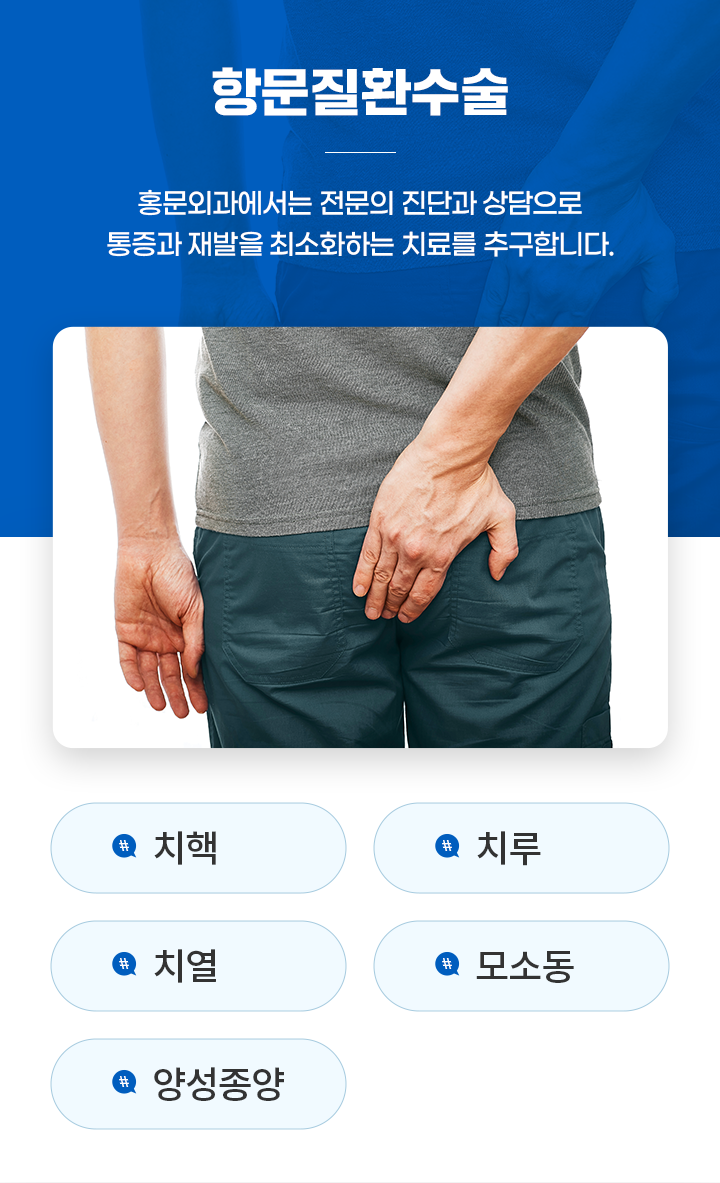 항문질환수술
홍문외과에서는 전문의 진단과 상담으로
통증과 재발을 최소화하는 치료를 추구합니다.
# 치핵
# 치루
# 치열
# 모소동
# 양성종양